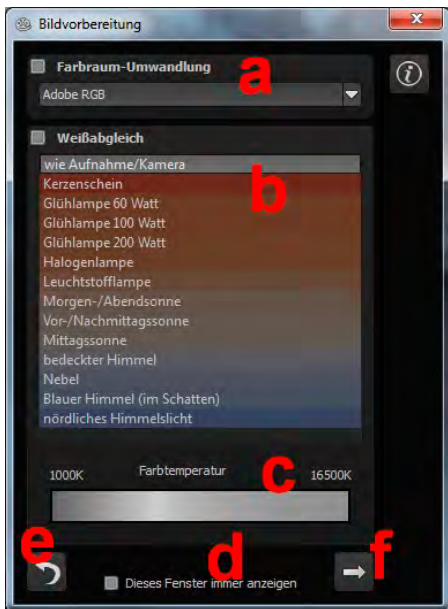 Bildvorbereitung
Farbraum-Umwandlung
a
Adobe RGB
Weißabgleich
wie Aufnahme/Kamera
b
Kerzenschein
Glühlampe 60 Watt
Glühlampe 100 Watt
Glühlampe 200 Watt
Halogenlampe
Leuchtstofflampe
Morgen-/Abendsonne
Vor-/Nachmittagssonne
Mittagssonne
bedeckter Himmel
Nebel
Blauer Himmel (im Schatten)
nördliches Himmelslicht
1000K Farbtemperatur c 16500K
e d f
Dieses Fenster immer anzeigen